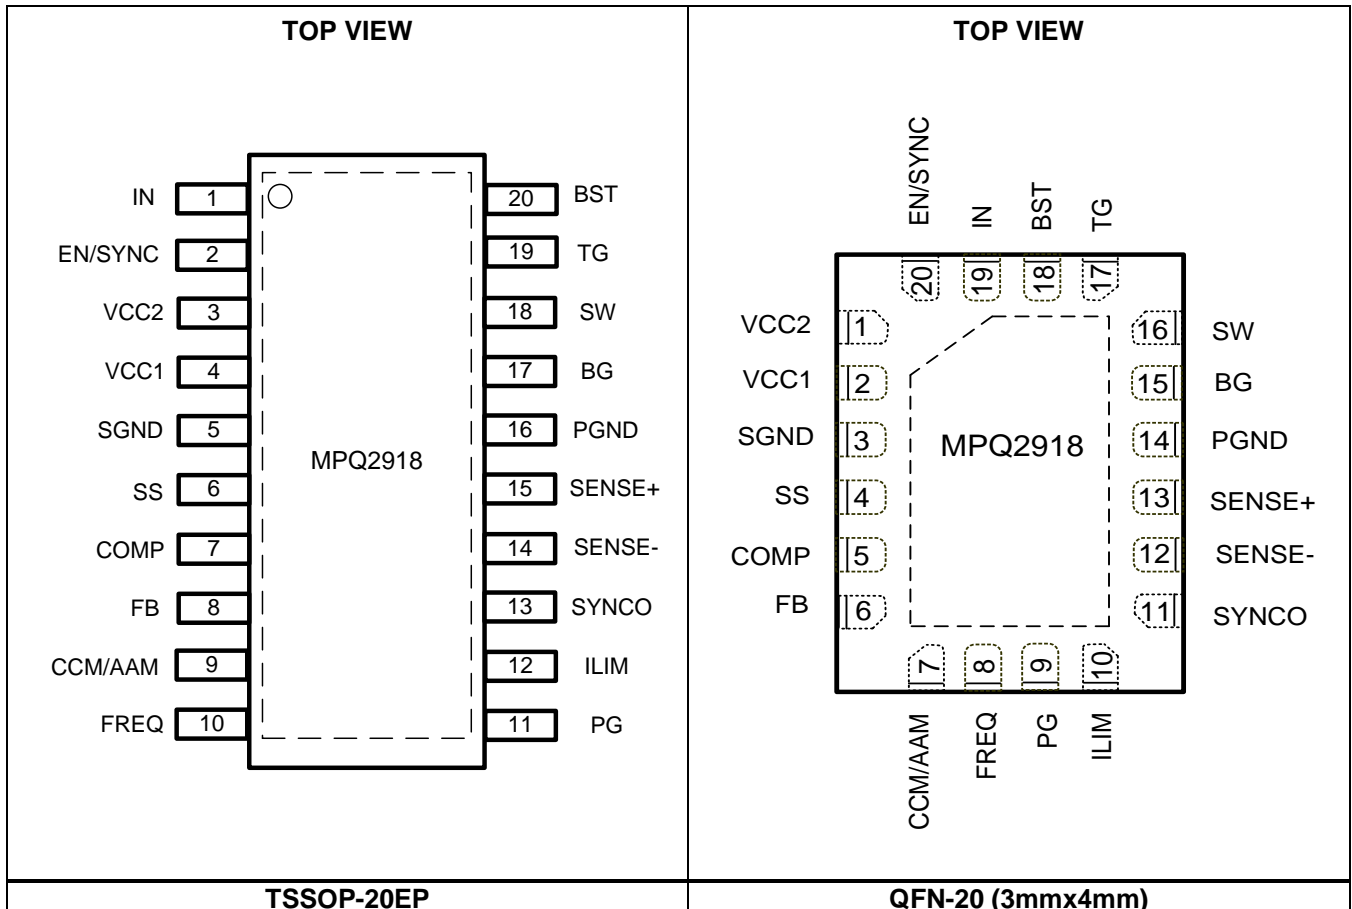 TOP VIEW
IN 1
EN/SYNC 2
VCC2 3
VCC1 4
SGND 5
SS 6
COMP 7
FB 8
CCM/AAM 9
FREQ 10
MPQ2918
20 BST
19 TG
18 SW
17 BG
16 PGND
15 SENSE+
14 SENSE-
13 SYNCO
12 ILIM
11 PG
TSSOP-20EP
TOP VIEW
EN/SYNC 20
IN 19
BST 18
TG 17
VCC2 1
VCC1 2
SGND 3
SS 4
COMP 5
FB 6
MPQ2918
16 SW
15 BG
14 PGND
13 SENSE+
12 SENSE-
11 SYNCO
7 CCM/AAM
8 FREQ
9 PG
10 ILIM
QFN-20 (3mmx4mm)